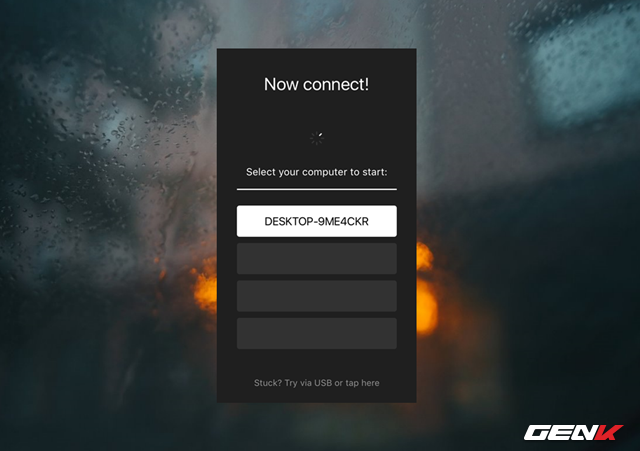 Now connect!
Select your computer to start:
DESKTOP-9ME4CKR
Stuck? Try via USB or tap here
GENK